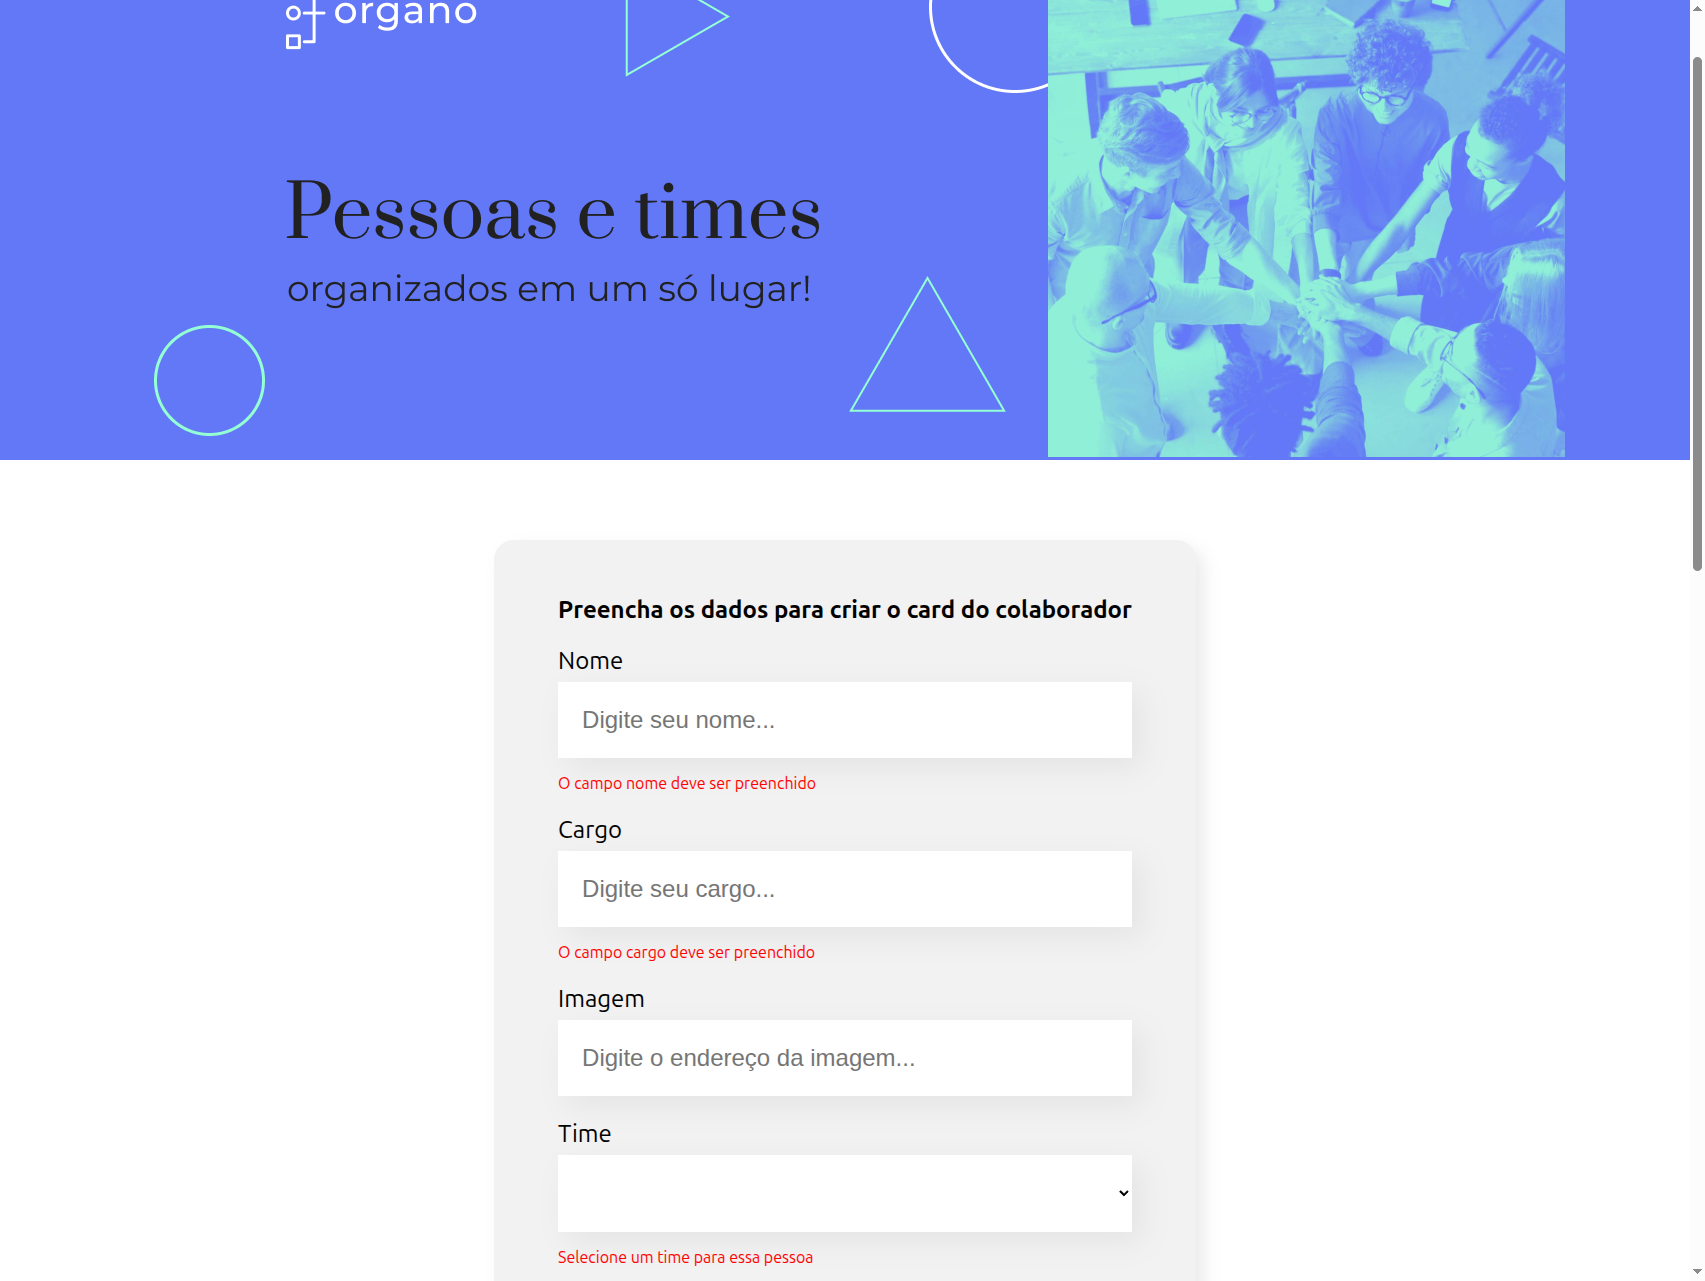 organo
Pessoas e times
organizados em um só lugar!
Preencha os dados para criar o card do colaborador
Nome
Digite seu nome...
O campo nome deve ser preenchido
Cargo
Digite seu cargo...
O campo cargo deve ser preenchido
Imagem
Digite o endereço da imagem...
Time
Selecione um time para essa pessoa